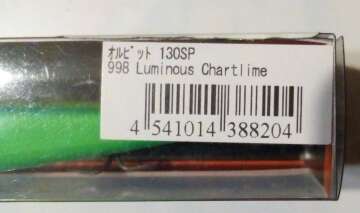 ｵﾙﾋﾞｯﾄ 130SP
998 Luminous Chartlime
4 541014 388204